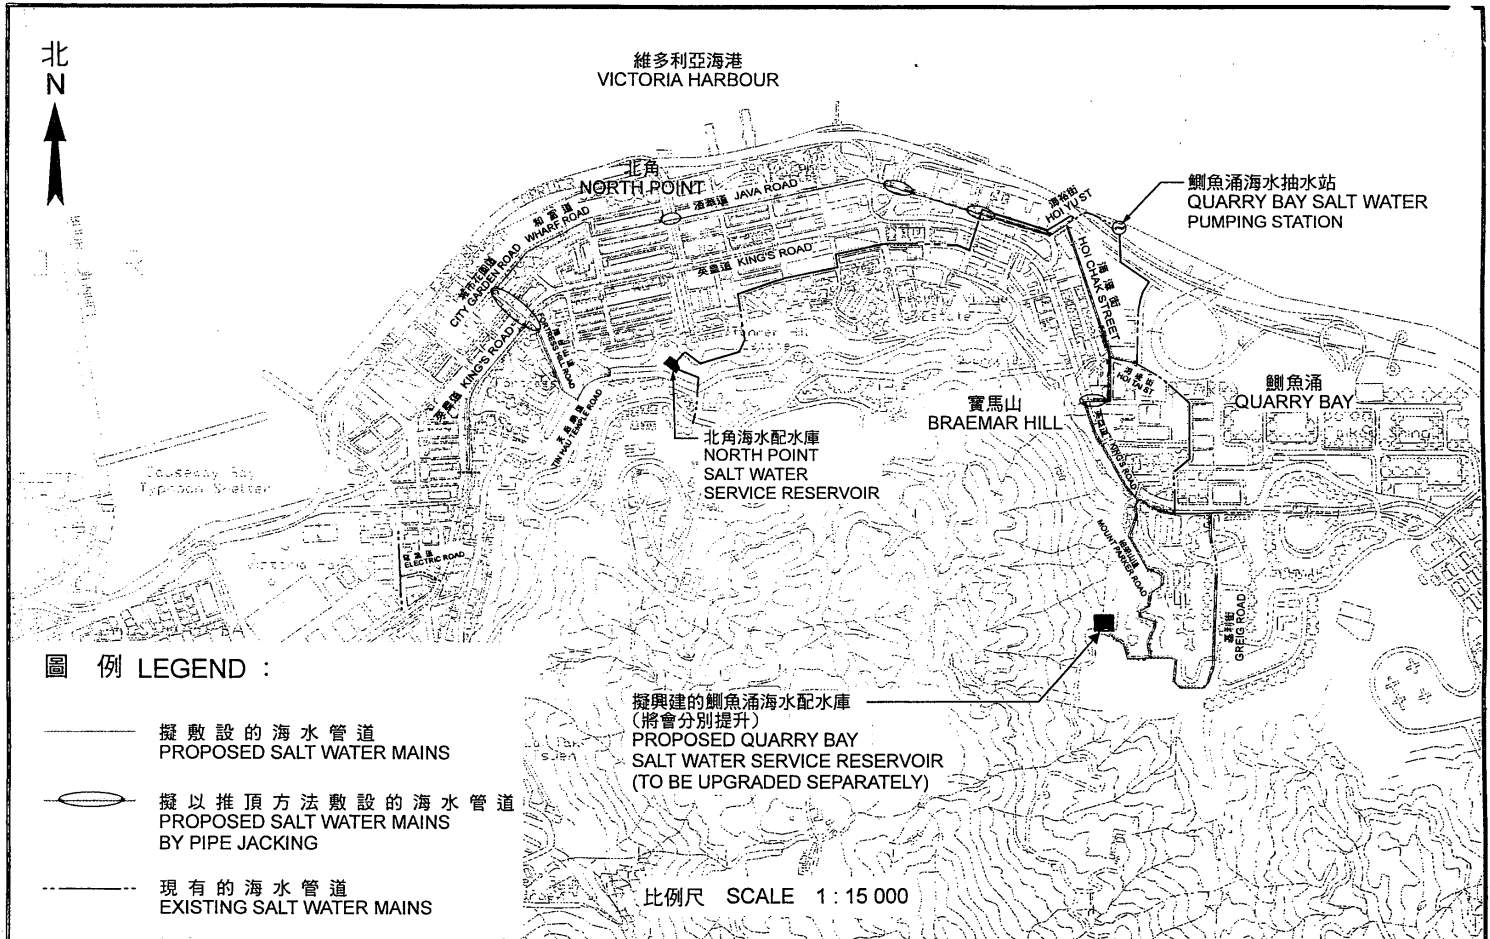 北
N
維多利亞海港
VICTORIA HARBOUR
北角
NORTH POINT
渣華道 JAVA ROAD
和富道
WHARF ROAD
城市花園道
CITY GARDEN ROAD
英皇道 KING'S ROAD
英皇道 KING'S ROAD
炮台山道
FORTRESS HILL ROAD
天后廟道
TIN HAU TEMPLE ROAD
電氣道
ELECTRIC ROAD
Causeway Bay
Typhoon Shelter
海裕街
HOI YU ST
鰂魚涌海水抽水站
QUARRY BAY SALT WATER
PUMPING STATION
海澤街
HOI CHAK STREET
海堤街
HOI TAI ST
鰂魚涌
QUARRY BAY
寶馬山
BRAEMAR HILL
英皇道 KING'S ROAD
北角海水配水庫
NORTH POINT
SALT WATER
SERVICE RESERVOIR
柏架山道
MOUNT PARKER ROAD
基利街
GREIG ROAD
擬興建的鰂魚涌海水配水庫
(將會分別提升)
PROPOSED QUARRY BAY
SALT WATER SERVICE RESERVOIR
(TO BE UPGRADED SEPARATELY)
圖 例 LEGEND :
擬敷設的海水管道
PROPOSED SALT WATER MAINS
擬以推頂方法敷設的海水管道
PROPOSED SALT WATER MAINS
BY PIPE JACKING
現有的海水管道
EXISTING SALT WATER MAINS
比例尺 SCALE 1 : 15 000